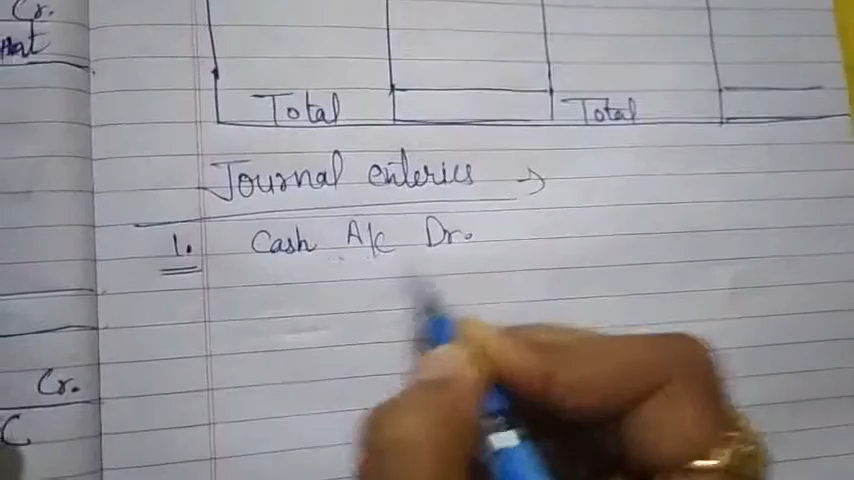 Cr.
Total Total
Journal enteries →
1. Cash A/c Dr.
Cr.
C